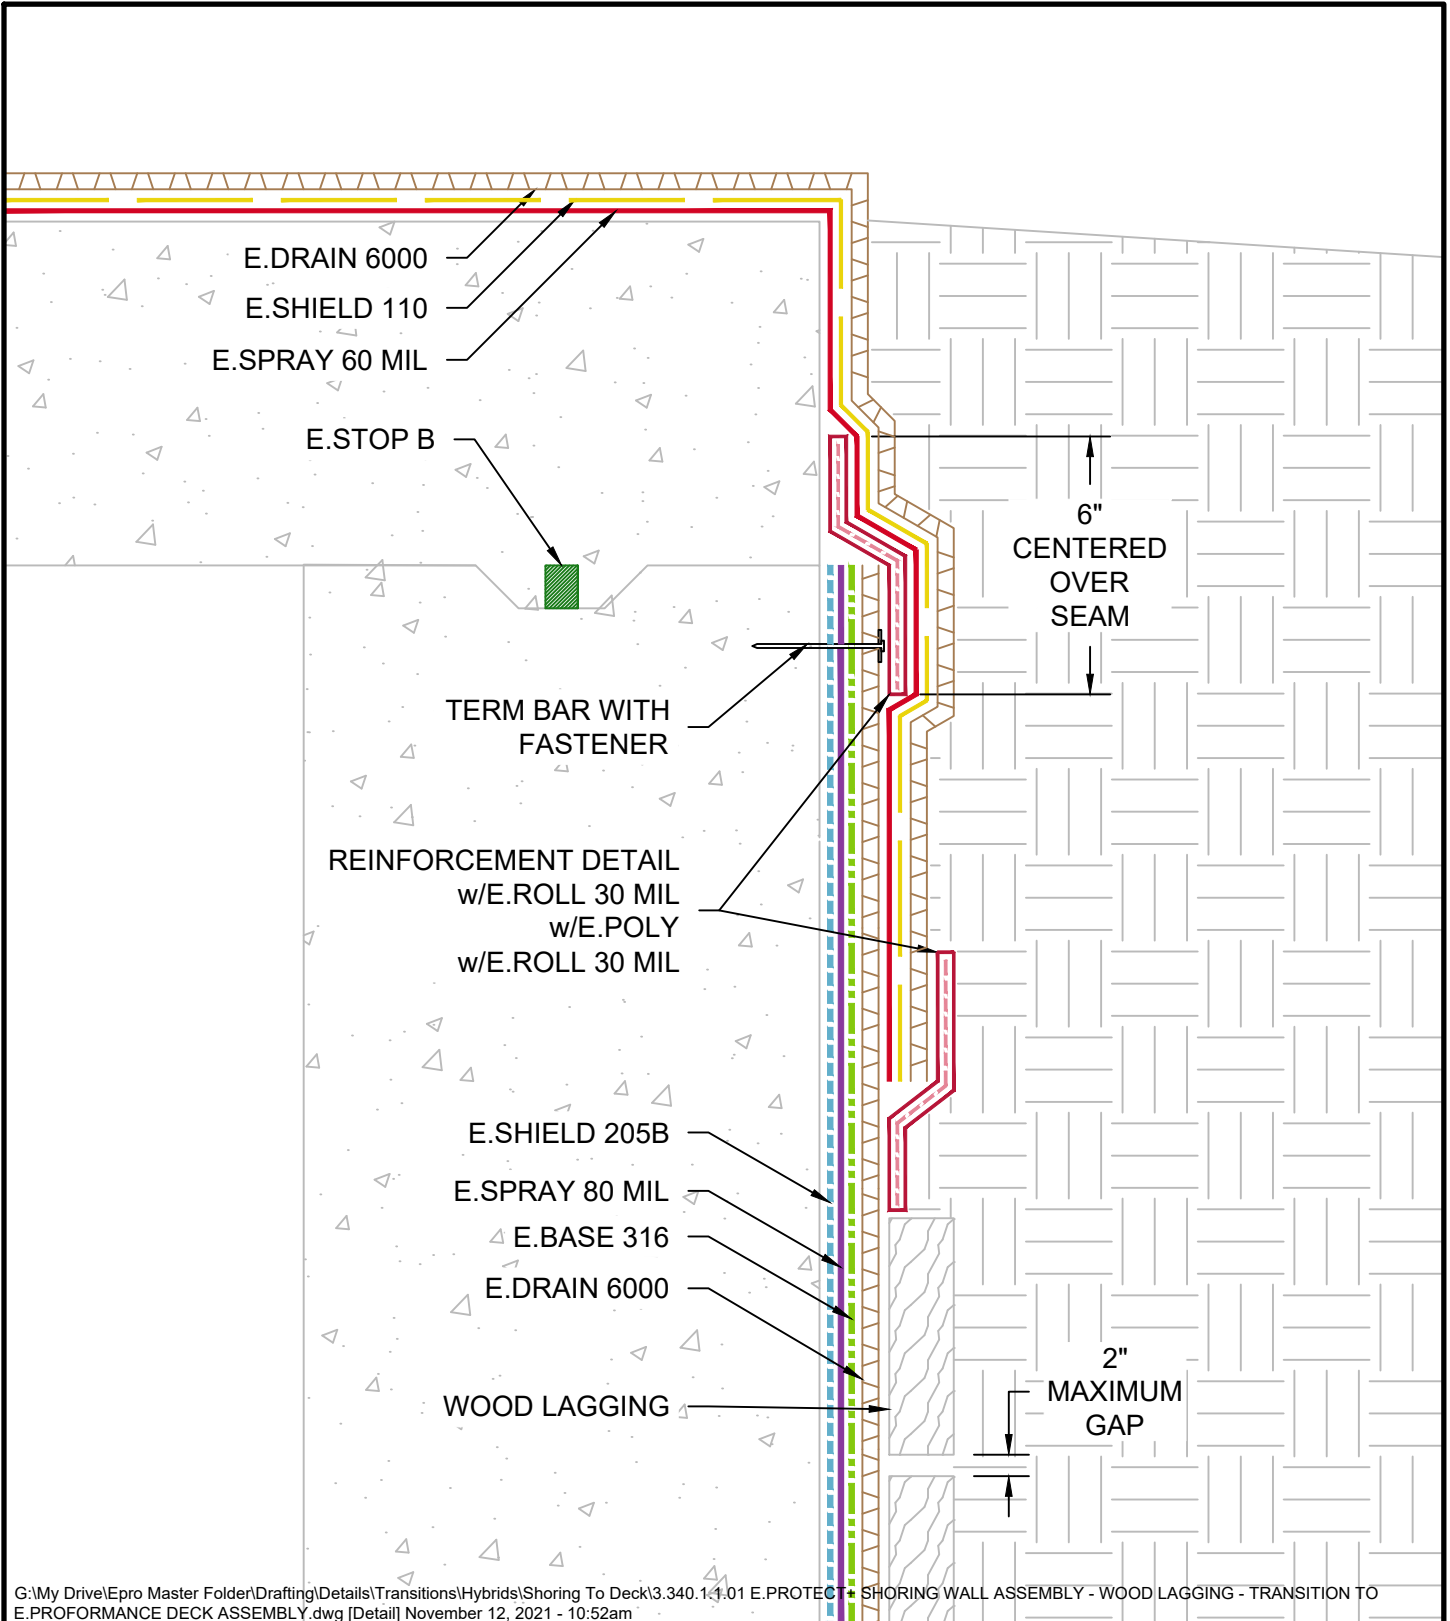 E.DRAIN 6000
E.SHIELD 110
E.SPRAY 60 MIL
E.STOP B
6"
CENTERED
OVER
SEAM
TERM BAR WITH
FASTENER
REINFORCEMENT DETAIL
w/E.ROLL 30 MIL
w/E.POLY
w/E.ROLL 30 MIL
E.SHIELD 205B
E.SPRAY 80 MIL
E.BASE 316
E.DRAIN 6000
WOOD LAGGING
2"
MAXIMUM
GAP
G:\My Drive\Epro Master Folder\Drafting\Details\Transitions\Hybrids\Shoring To Deck\3.340.1.1.01 E.PROTECT+ SHORING WALL ASSEMBLY - WOOD LAGGING - TRANSITION TO
E.PROFORMANCE DECK ASSEMBLY.dwg [Detail] November 12, 2021 - 10:52am